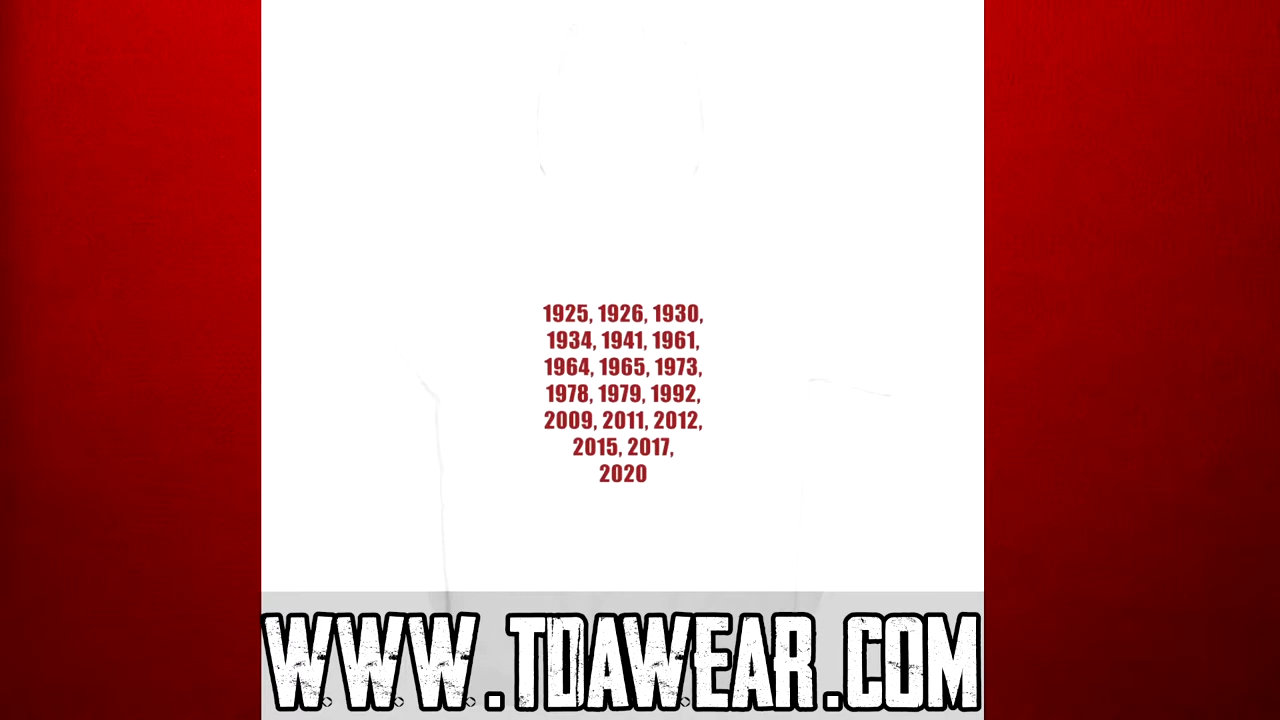 1925, 1926, 1930,
1934, 1941, 1961,
1964, 1965, 1973,
1978, 1979, 1992,
2009, 2011, 2012,
2015, 2017,
2020
WWW.TDAWEAR.COM